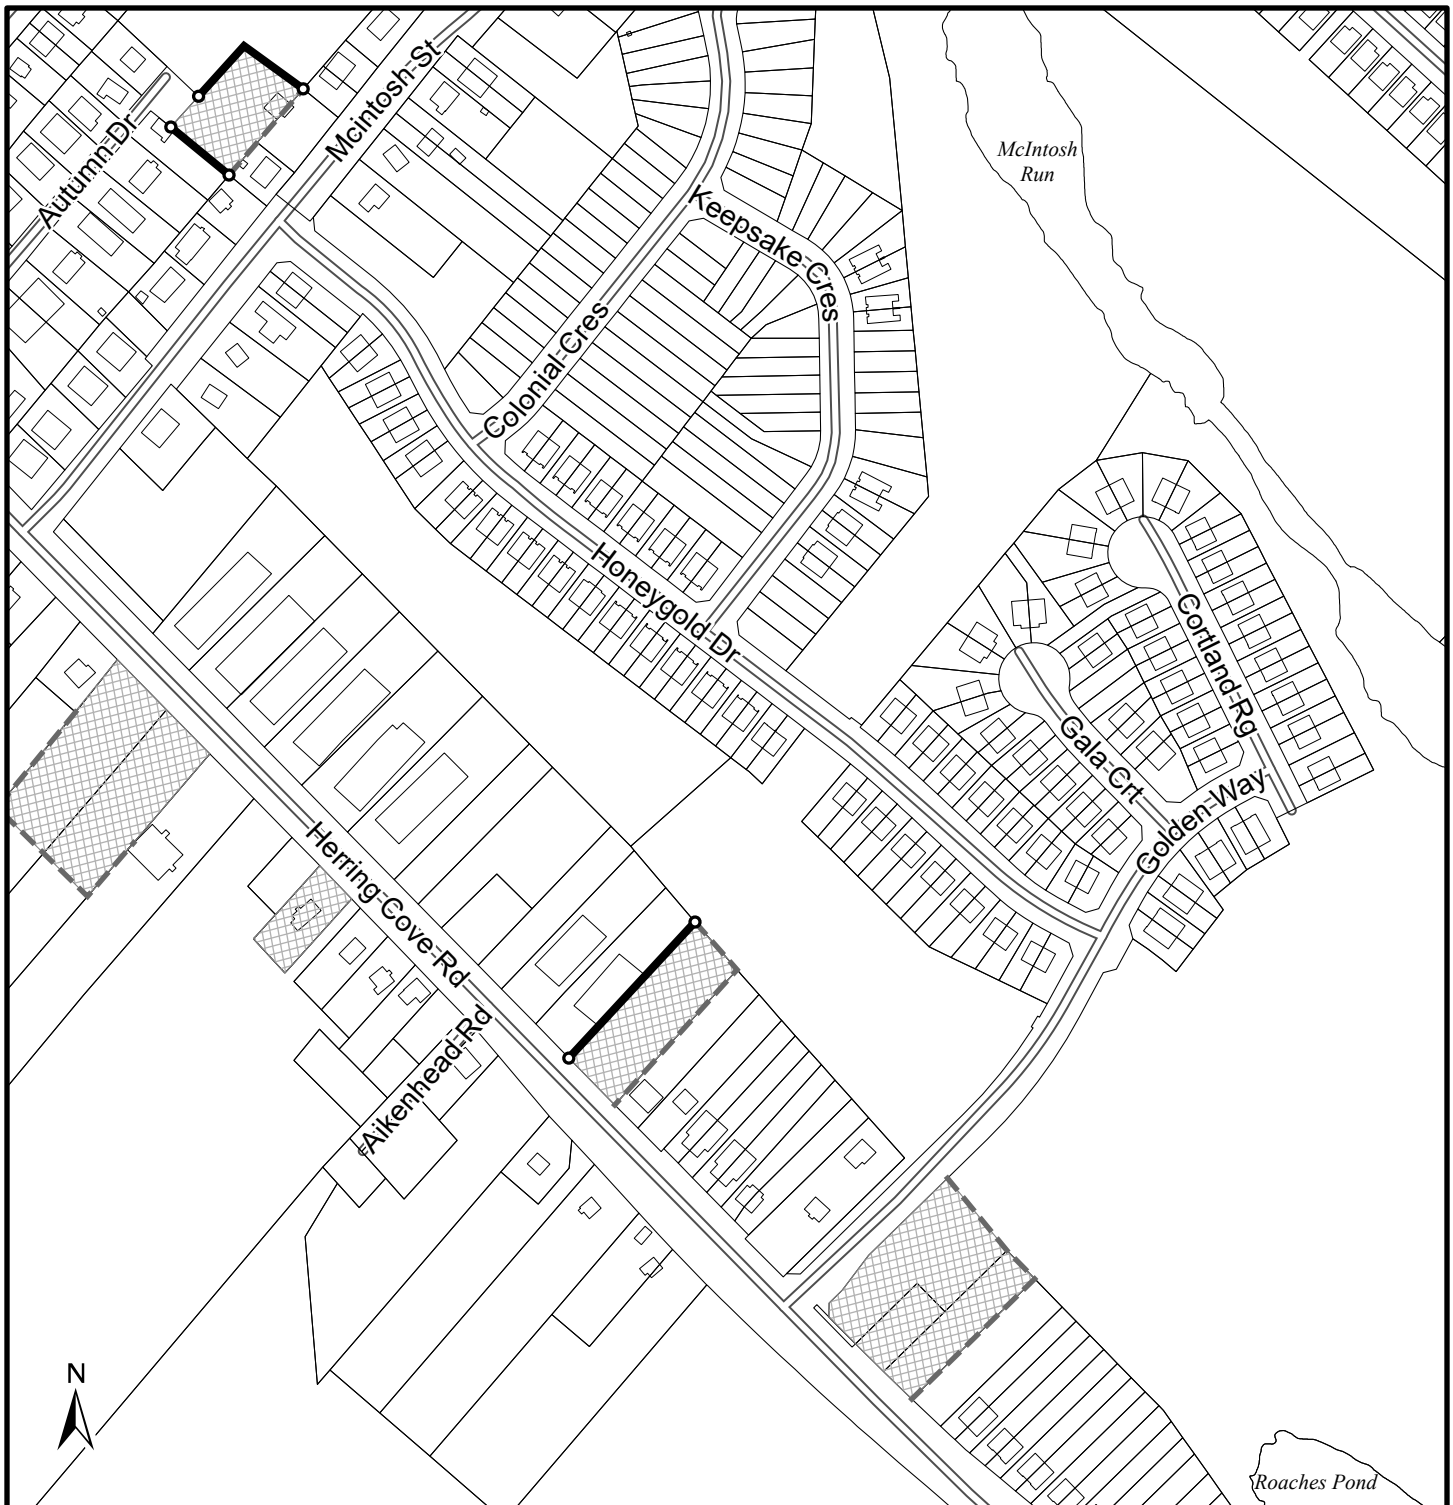 Mcintosh St
McIntosh
Run
Autumn Dr
Keepsake Cres
Colonial Cres
Honeygold Dr
Cortland Rg
Gala Crt
Golden Way
Herring Cove Rd
Aikenhead Rd
N
Roaches Pond